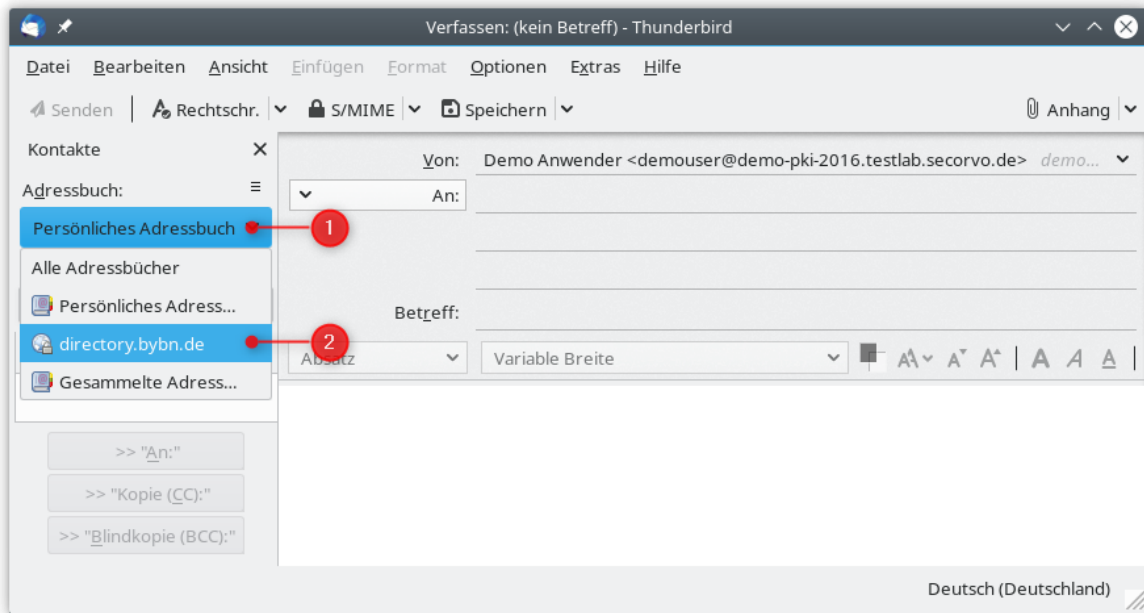 Verfassen: (kein Betreff) - Thunderbird
Datei Bearbeiten Ansicht Einfügen Format Optionen Extras Hilfe
Senden Rechtschr. S/MIME Speichern Anhang
Kontakte
Von: Demo Anwender <demouser@demo-pki-2016.testlab.secorvo.de> demo...
Adressbuch:
An:
Persönliches Adressbuch 1
Alle Adressbücher
Persönliches Adress...
Betreff:
directory.bybn.de 2
Absatz Variable Breite
Gesammelte Adress...
>> "An:"
>> "Kopie (CC):"
>> "Blindkopie (BCC):"
Deutsch (Deutschland)